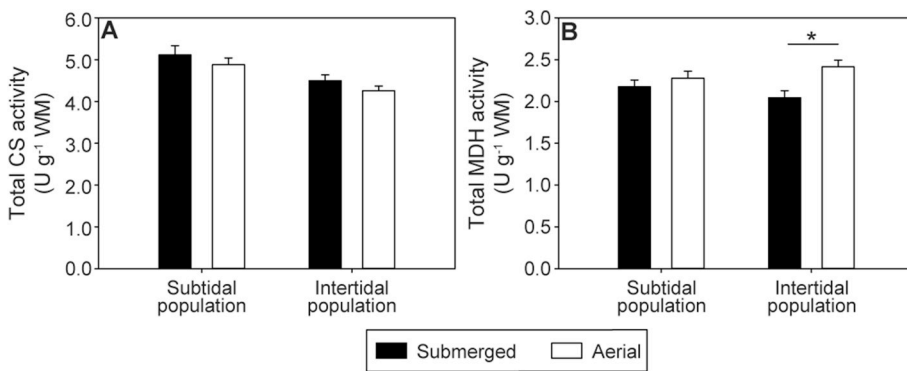 A
Total CS activity
(U g⁻¹ WM)
6.0
5.0
4.0
3.0
2.0
1.0
0.0
Subtidal
population
Intertidal
population
B
*
Total MDH activity
(U g⁻¹ WM)
3.0
2.5
2.0
1.5
1.0
0.5
0.0
Subtidal
population
Intertidal
population
Submerged
Aerial